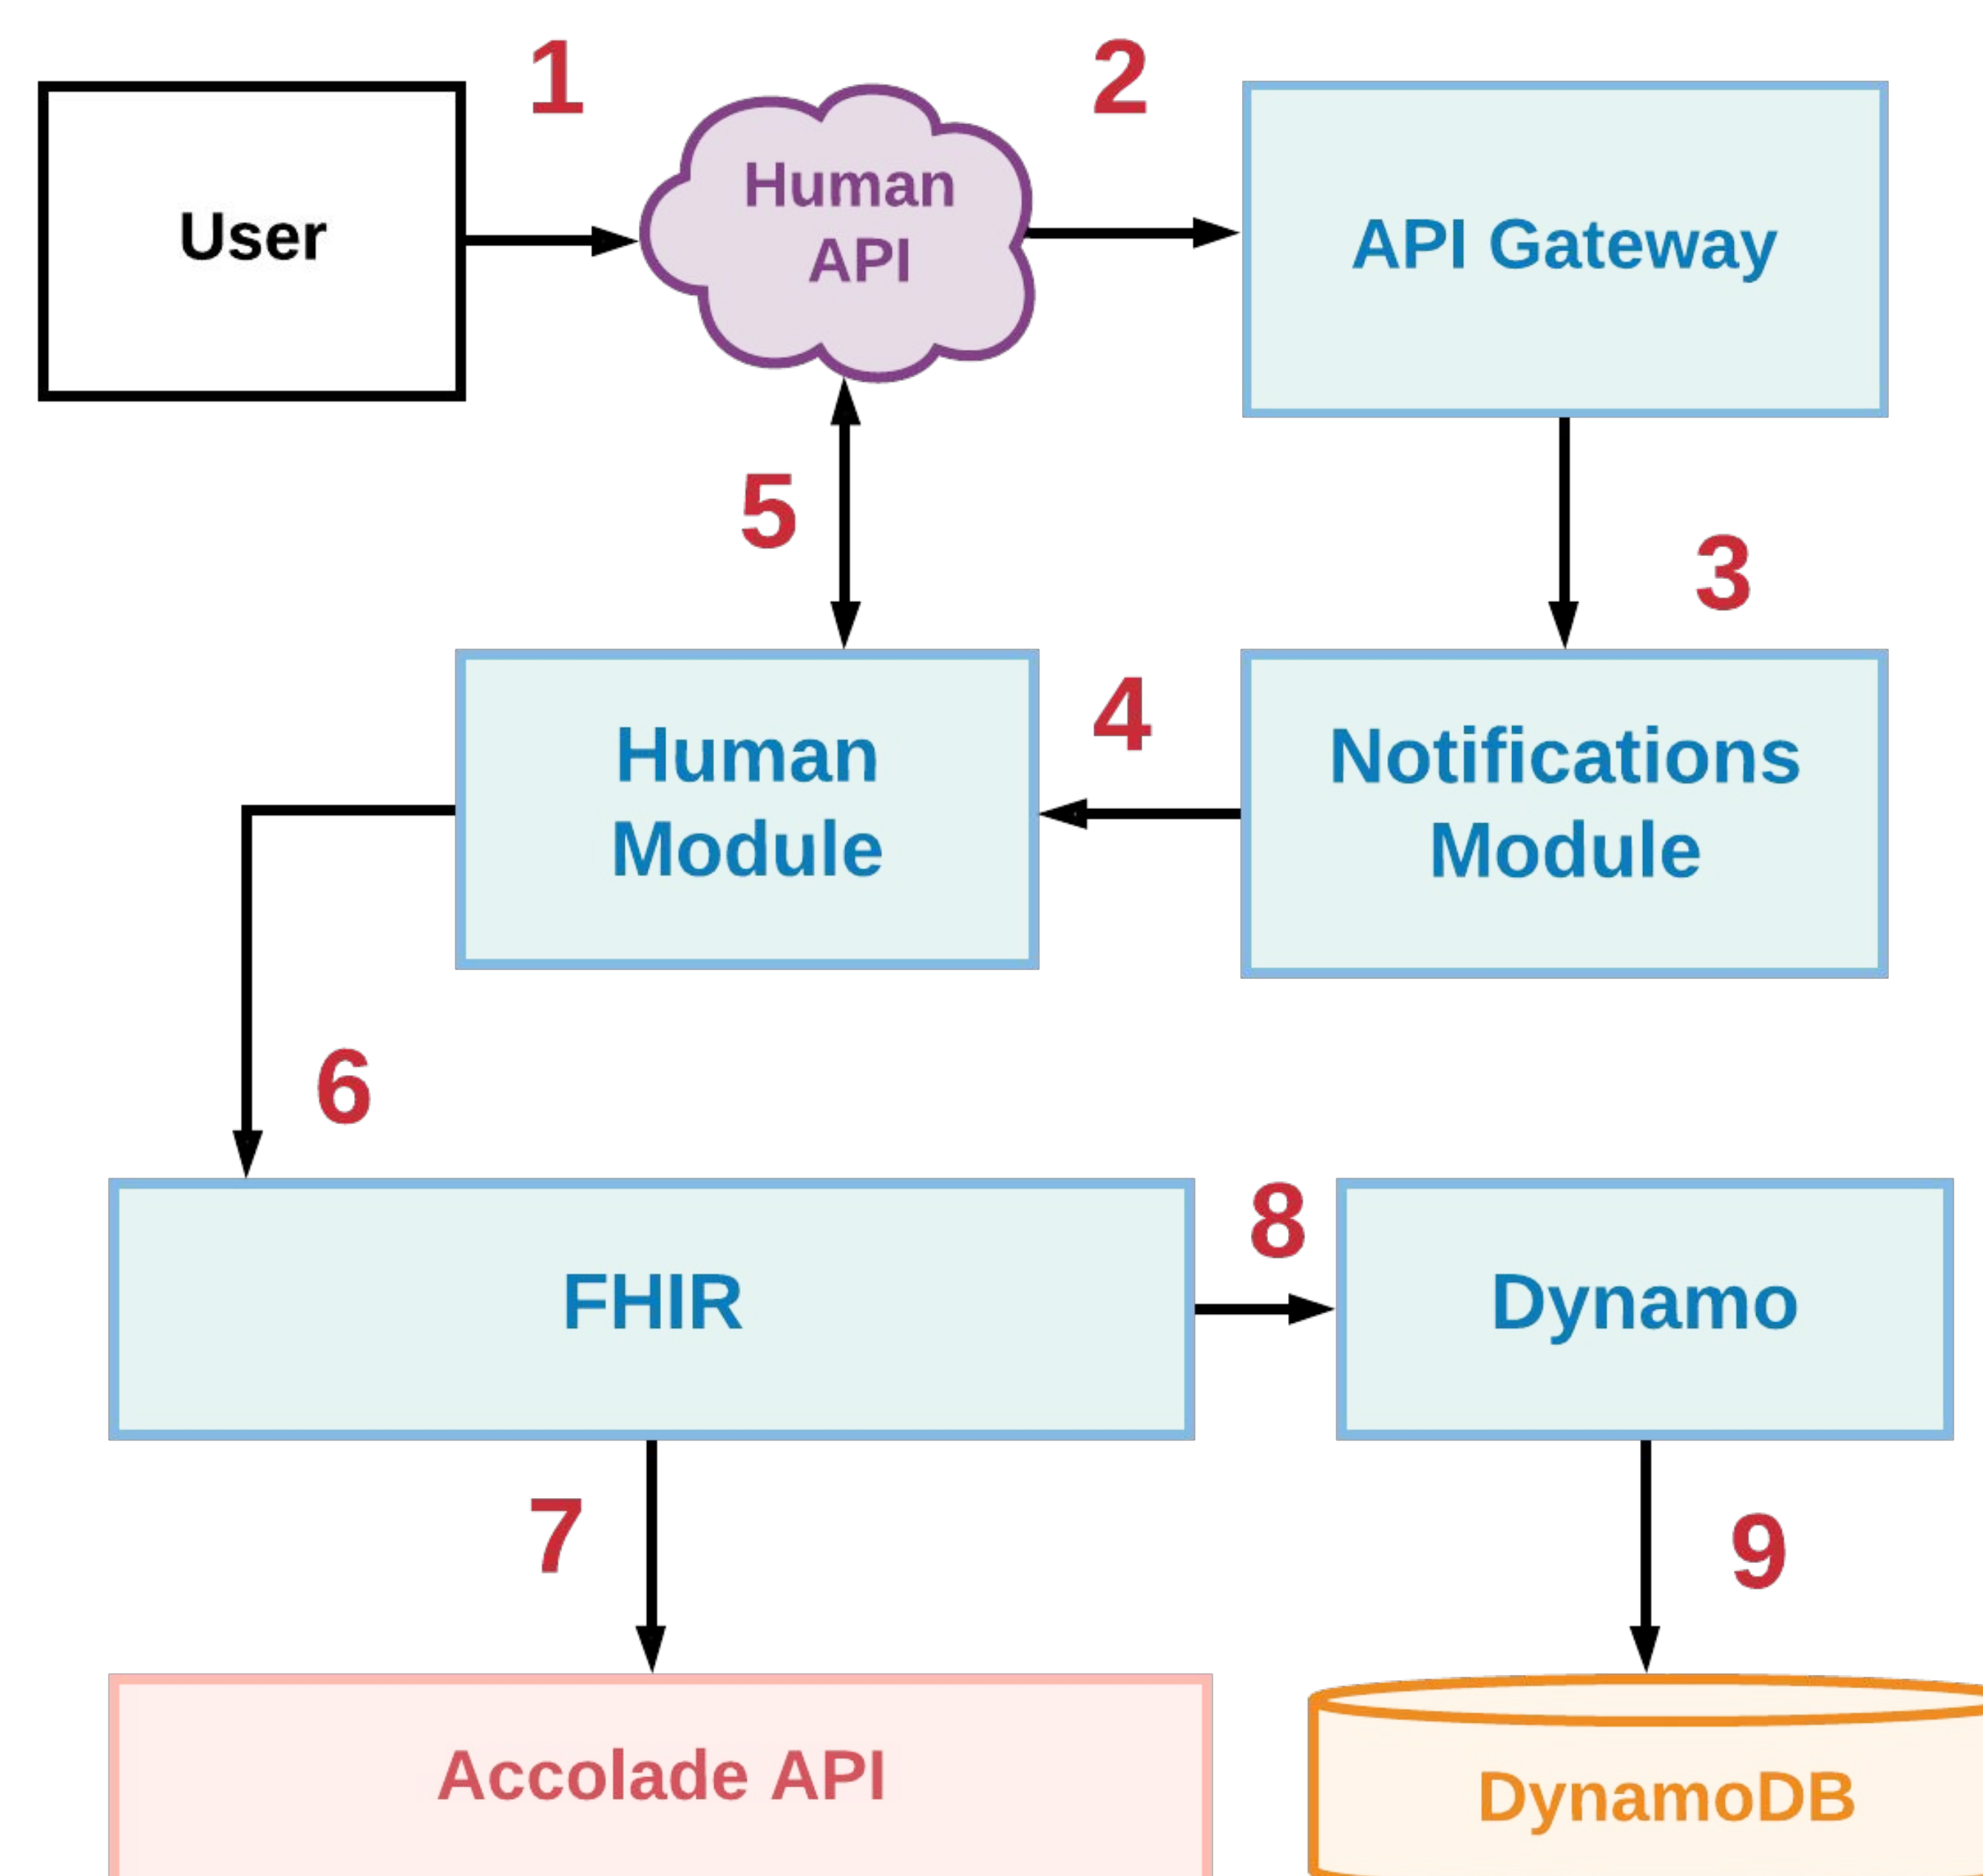 1
2
User
Human
API
API Gateway
5
3
4
Human
Module
Notifications
Module
6
8
FHIR
Dynamo
7
9
Accolade API
DynamoDB